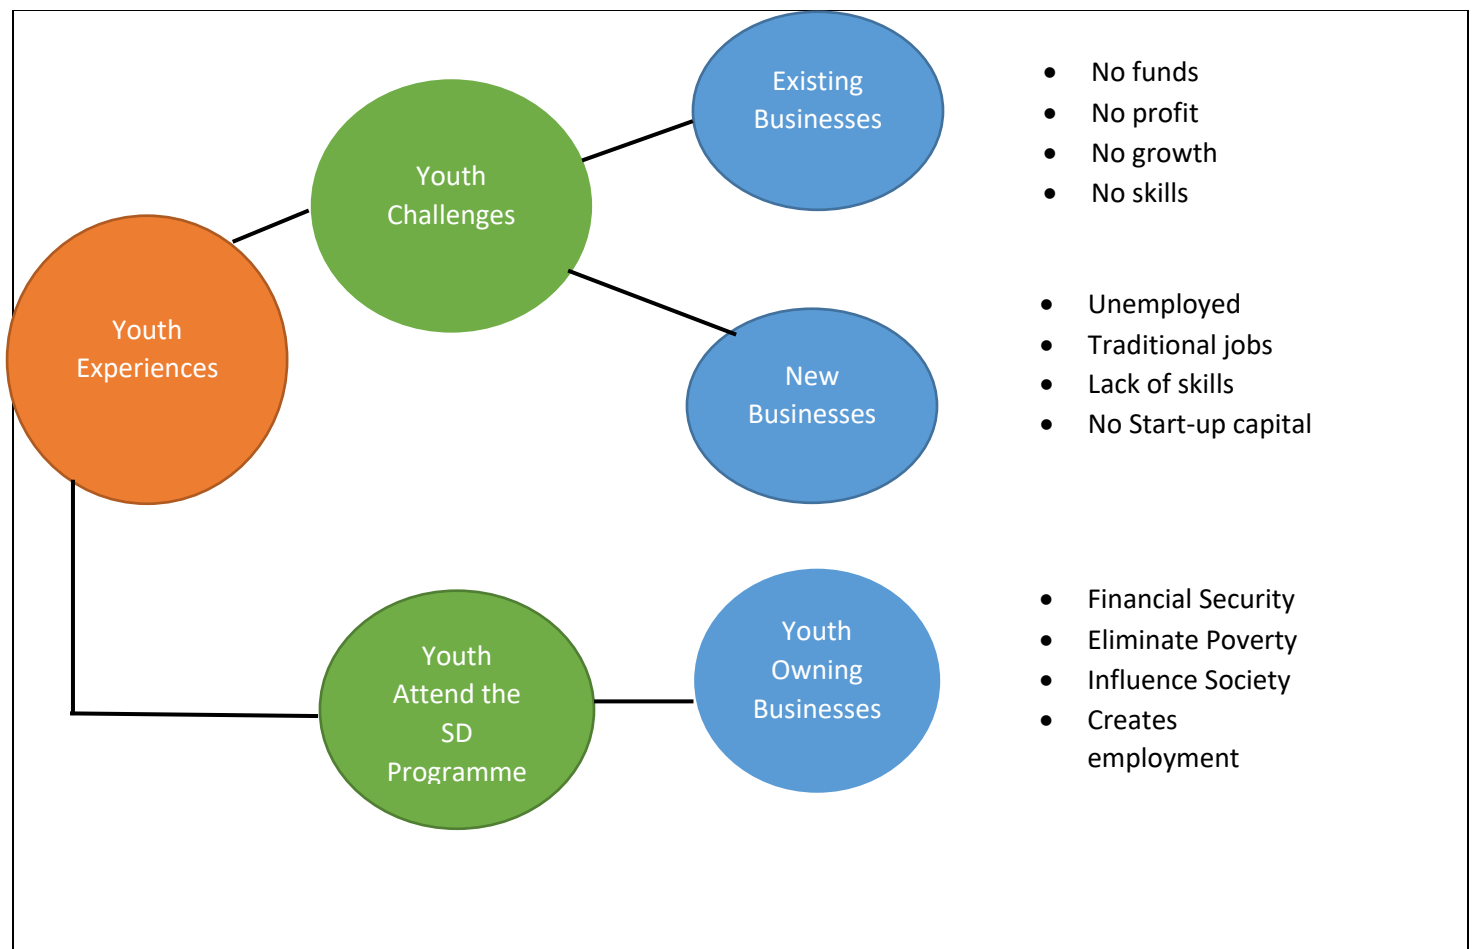 Youth
Experiences
Youth
Challenges
Existing
Businesses
• No funds
• No profit
• No growth
• No skills
New
Businesses
• Unemployed
• Traditional jobs
• Lack of skills
• No Start-up capital
Youth
Attend the
SD
Programme
Youth
Owning
Businesses
• Financial Security
• Eliminate Poverty
• Influence Society
• Creates
employment